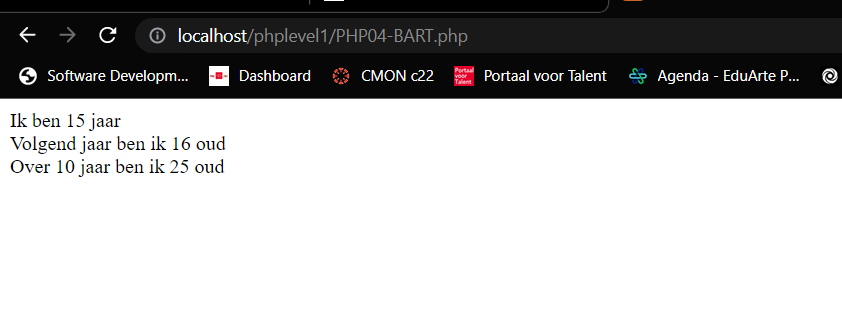 localhost/phplevel1/PHP04-BART.php
Software Developm... Dashboard CMON c22 Portaal voor Talent Portaal voor Talent Agenda - EduArte P...
Ik ben 15 jaar
Volgend jaar ben ik 16 oud
Over 10 jaar ben ik 25 oud